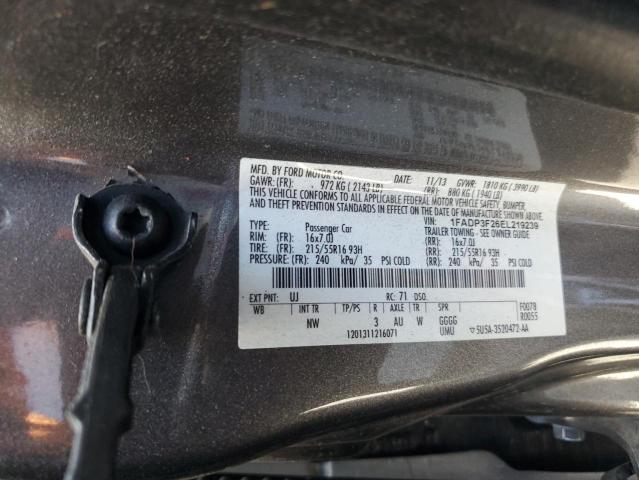 MFD. BY FORD MOTOR CO.
DATE: 11/13 GVWR: 1810 KG / 3990 LB)
GAWR: (FR): 972 KG ( 2143 LB) (RR): 880 KG ( 1940 LB)
THIS VEHICLE CONFORMS TO ALL APPLICABLE FEDERAL MOTOR VEHICLE SAFETY, BUMPER,
AND THEFT PREVENTION STANDARDS IN EFFECT ON THE DATE OF MANUFACTURE SHOWN ABOVE.
VIN: 1FADP3F26EL219239
TYPE: Passenger Car TRAILER TOWING - SEE OWNER GUIDE
RIM: (FR): 16x7.0J (RR): 16x7.0J
TIRE: (FR): 215/55R16 93H (RR): 215/55R16 93H
PRESSURE: (FR): 240 kPa/ 35 PSI COLD (RR): 240 kPa/ 35 PSI COLD
EXT PNT: UJ RC: 71 DSO:
WB INT TR TP/PS R AXLE TR SPR F0078
R0055
NW 3 AU W GGGG
1201311216071 UMU 5U5A-3520472-AA